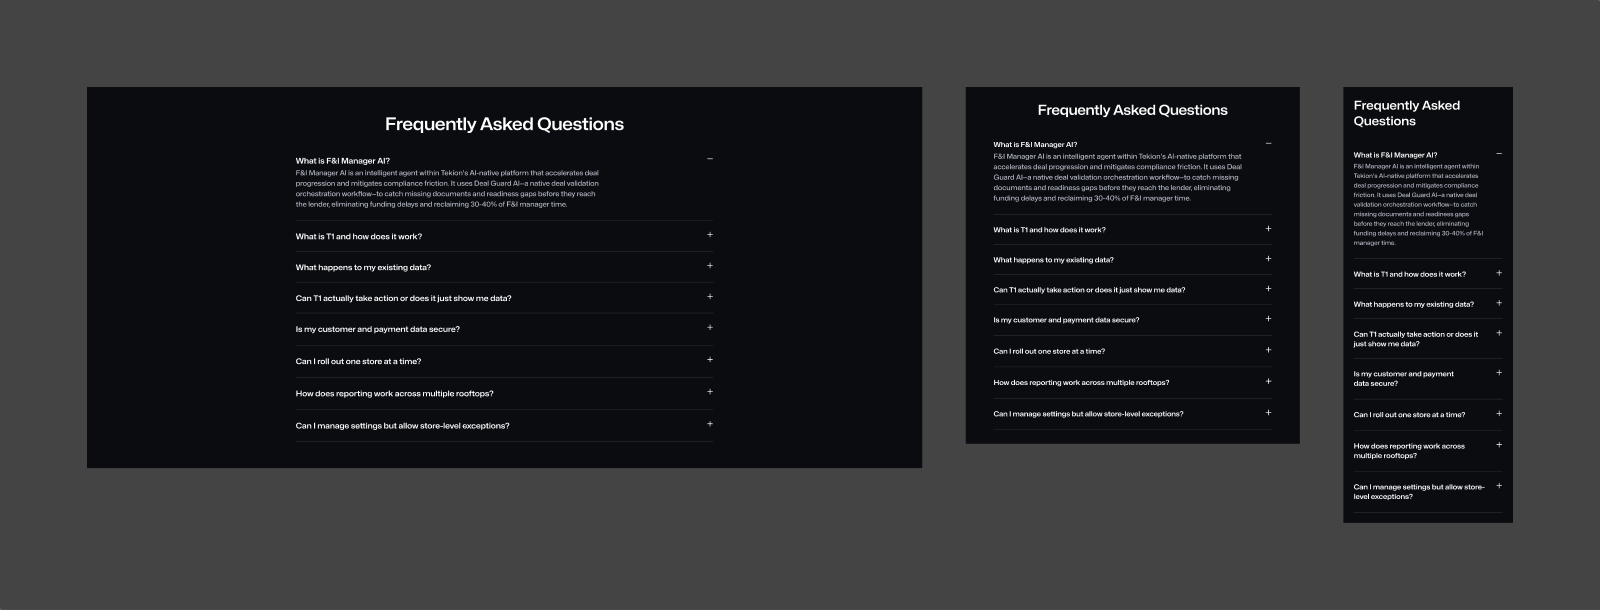 Frequently Asked Questions
What is F&I Manager AI?
F&I Manager AI is an intelligent agent within Tekion's AI-native platform that accelerates deal
progression and mitigates compliance friction. It uses Deal Guard AI—a native deal validation
orchestration workflow—to catch missing documents and readiness gaps before they reach
the lender, eliminating funding delays and reclaiming 30-40% of F&I manager time.
What is T1 and how does it work?
What happens to my existing data?
Can T1 actually take action or does it just show me data?
Is my customer and payment data secure?
Can I roll out one store at a time?
How does reporting work across multiple rooftops?
Can I manage settings but allow store-level exceptions?
Frequently Asked Questions
What is F&I Manager AI?
F&I Manager AI is an intelligent agent within Tekion's AI-native platform that
accelerates deal progression and mitigates compliance friction. It uses Deal
Guard AI—a native deal validation orchestration workflow—to catch missing
documents and readiness gaps before they reach the lender, eliminating
funding delays and reclaiming 30-40% of F&I manager time.
What is T1 and how does it work?
What happens to my existing data?
Can T1 actually take action or does it just show me data?
Is my customer and payment data secure?
Can I roll out one store at a time?
How does reporting work across multiple rooftops?
Can I manage settings but allow store-level exceptions?
Frequently Asked
Questions
What is F&I Manager AI?
F&I Manager AI is an intelligent agent within
Tekion's AI-native platform that accelerates
deal progression and mitigates compliance
friction. It uses Deal Guard AI—a native deal
validation orchestration workflow—to catch
missing documents and readiness gaps
before they reach the lender, eliminating
funding delays and reclaiming 30-40% of F&I
manager time.
What is T1 and how does it work?
What happens to my existing data?
Can T1 actually take action or does it
just show me data?
Is my customer and payment
data secure?
Can I roll out one store at a time?
How does reporting work across
multiple rooftops?
Can I manage settings but allow store-
level exceptions?